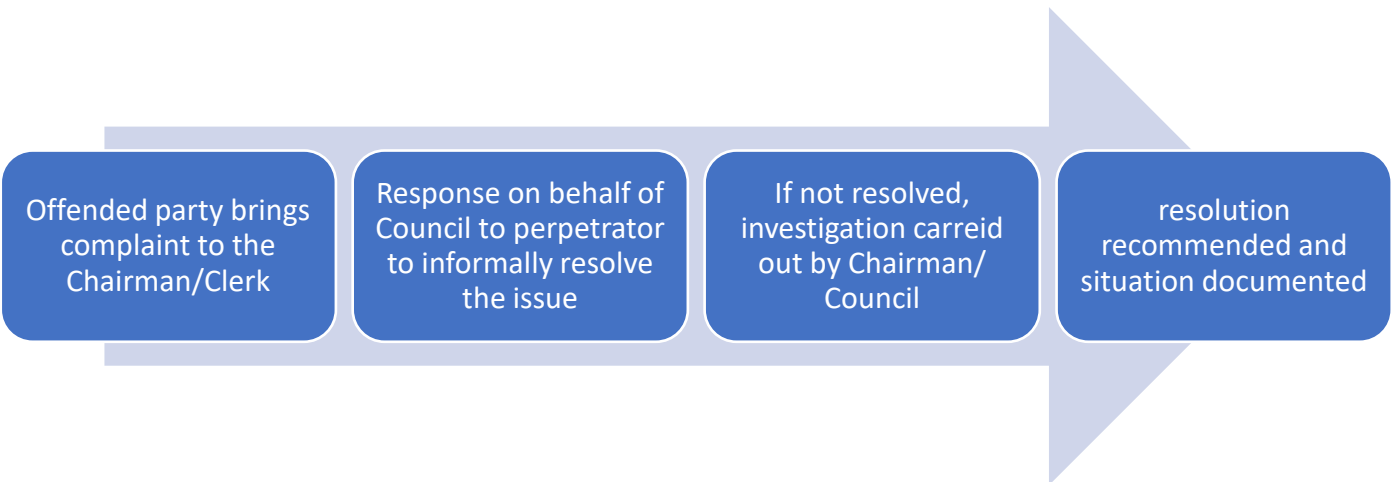 Offended party brings
complaint to the
Chairman/Clerk
Response on behalf of
Council to perpetrator
to informally resolve
the issue
If not resolved,
investigation carreid
out by Chairman/
Council
resolution
recommended and
situation documented